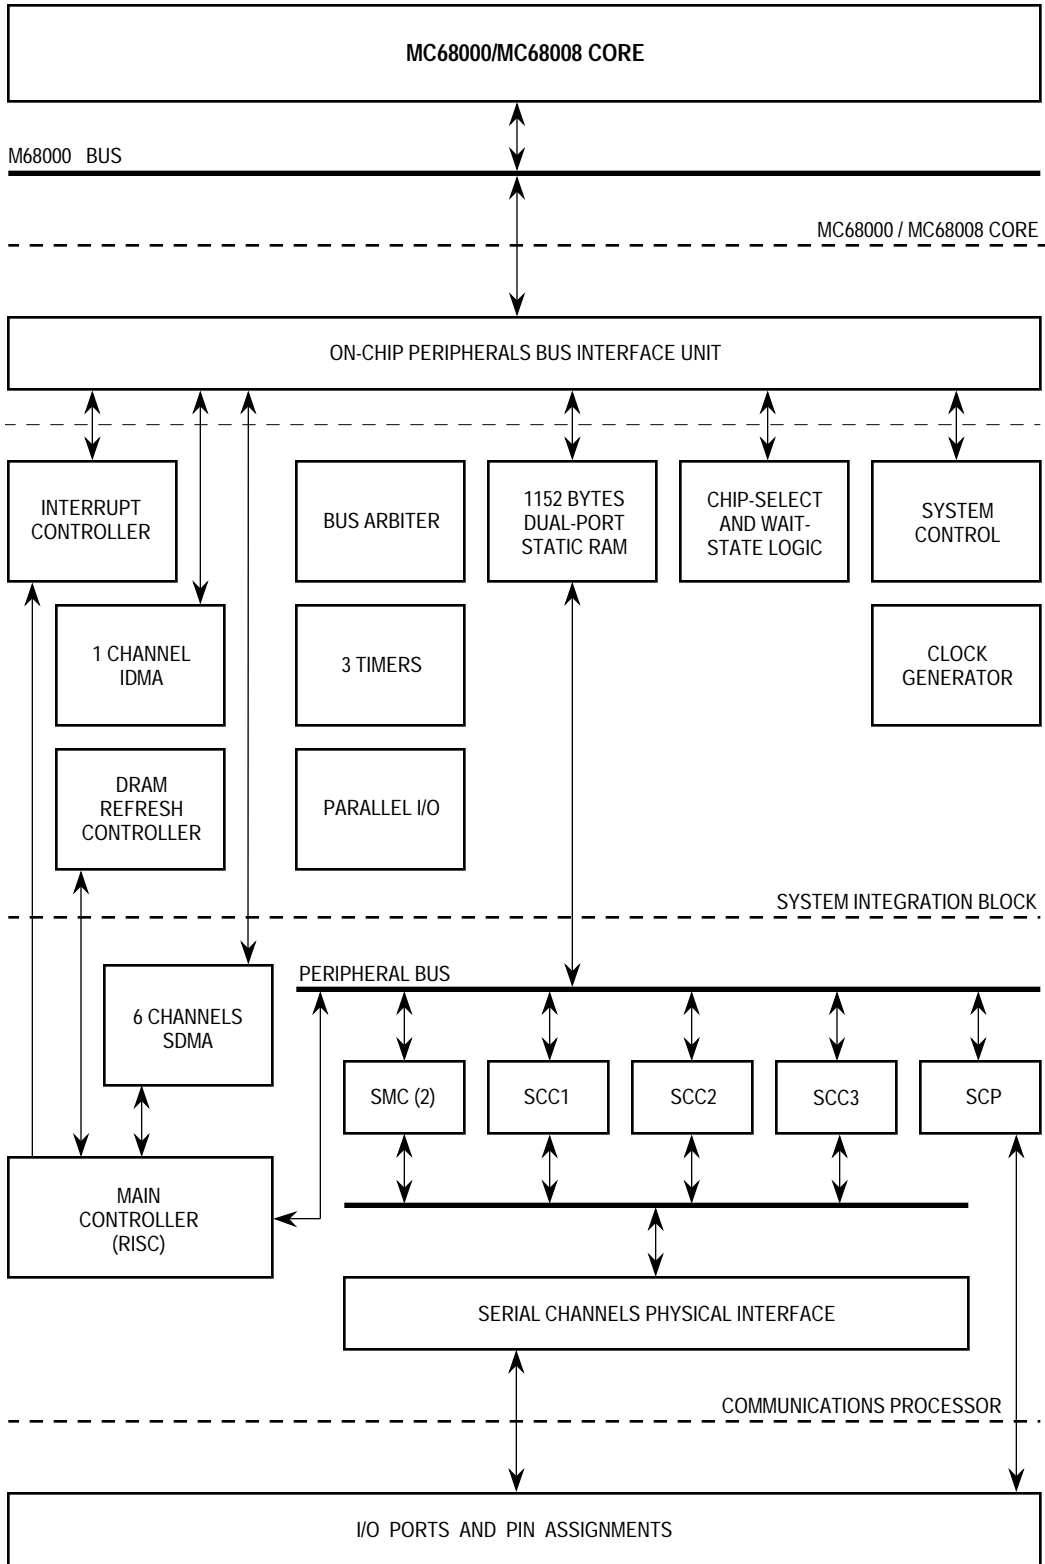 MC68000/MC68008 CORE
M68000 BUS
MC68000 / MC68008 CORE
ON-CHIP PERIPHERALS BUS INTERFACE UNIT
INTERRUPT
CONTROLLER
BUS ARBITER
1152 BYTES
DUAL-PORT
STATIC RAM
CHIP-SELECT
AND WAIT-
STATE LOGIC
SYSTEM
CONTROL
1 CHANNEL
IDMA
3 TIMERS
CLOCK
GENERATOR
DRAM
REFRESH
CONTROLLER
PARALLEL I/O
SYSTEM INTEGRATION BLOCK
PERIPHERAL BUS
6 CHANNELS
SDMA
SMC (2)
SCC1
SCC2
SCC3
SCP
MAIN
CONTROLLER
(RISC)
SERIAL CHANNELS PHYSICAL INTERFACE
COMMUNICATIONS PROCESSOR
I/O PORTS AND PIN ASSIGNMENTS